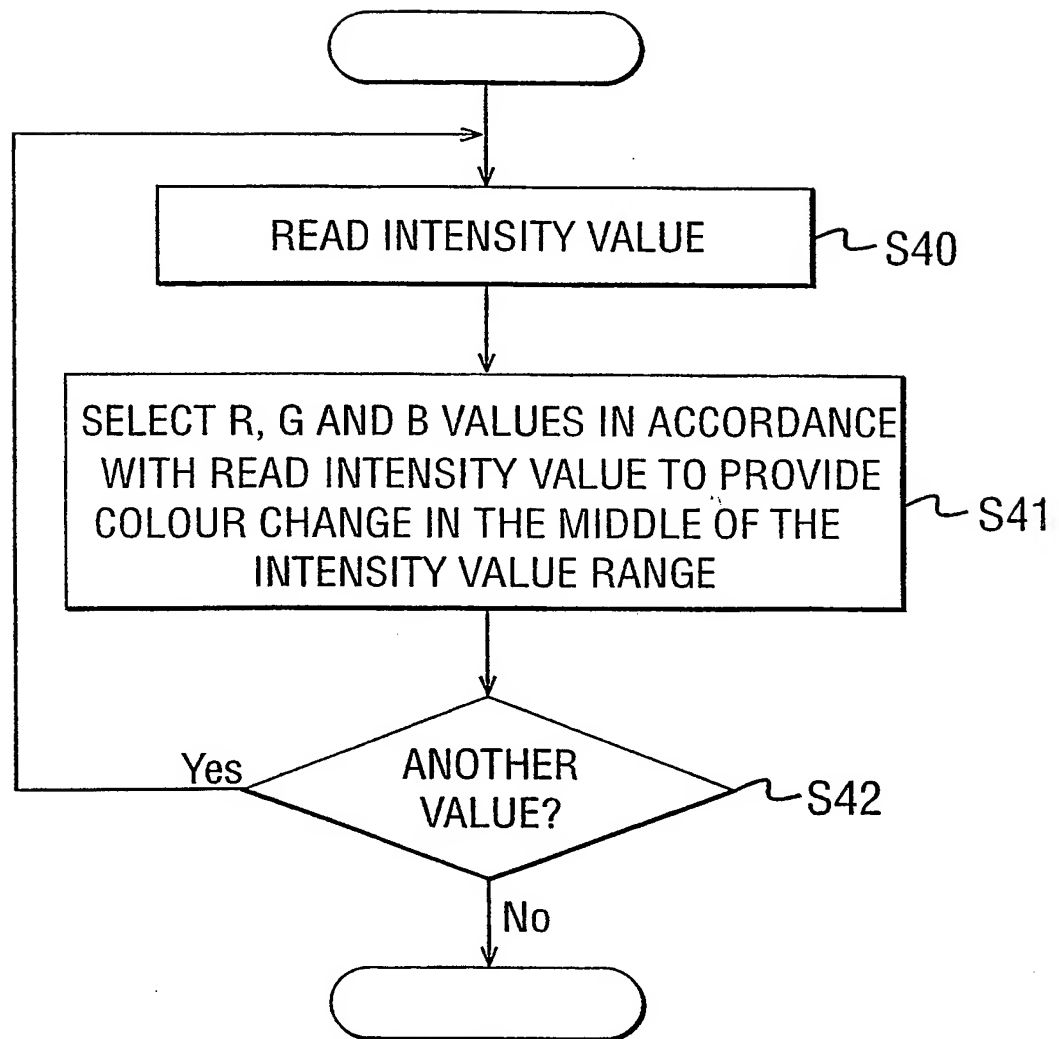 READ INTENSITY VALUE
S40
SELECT R, G AND B VALUES IN ACCORDANCE
WITH READ INTENSITY VALUE TO PROVIDE
COLOUR CHANGE IN THE MIDDLE OF THE
INTENSITY VALUE RANGE
S41
Yes
ANOTHER
VALUE?
S42
No